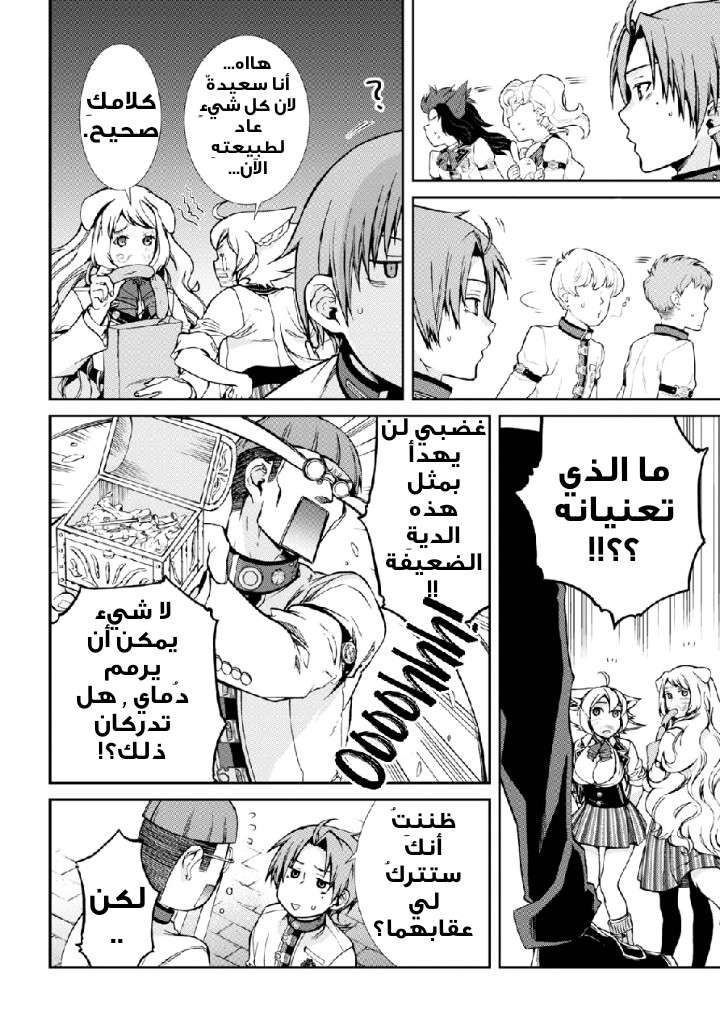 ؟
هااه...
أنا سعيدةٌ
لان كل شيءٍ
عاد
لطبيعتهِ
الآن...
كلامكِ
صحيح.
ما الذي
تعنيانه
؟؟!!
غضبي لن
يهدأ
بمثل
هذه
الديةِ
الضعيفة
!!
Ooooohhh!
لا شيء
يمكن أن
يرمم
دُماي , هل
تدركان
ذلك؟!
ظننتُ
أنكَ
ستتركُ
لي
عقابهما؟
لكن
..